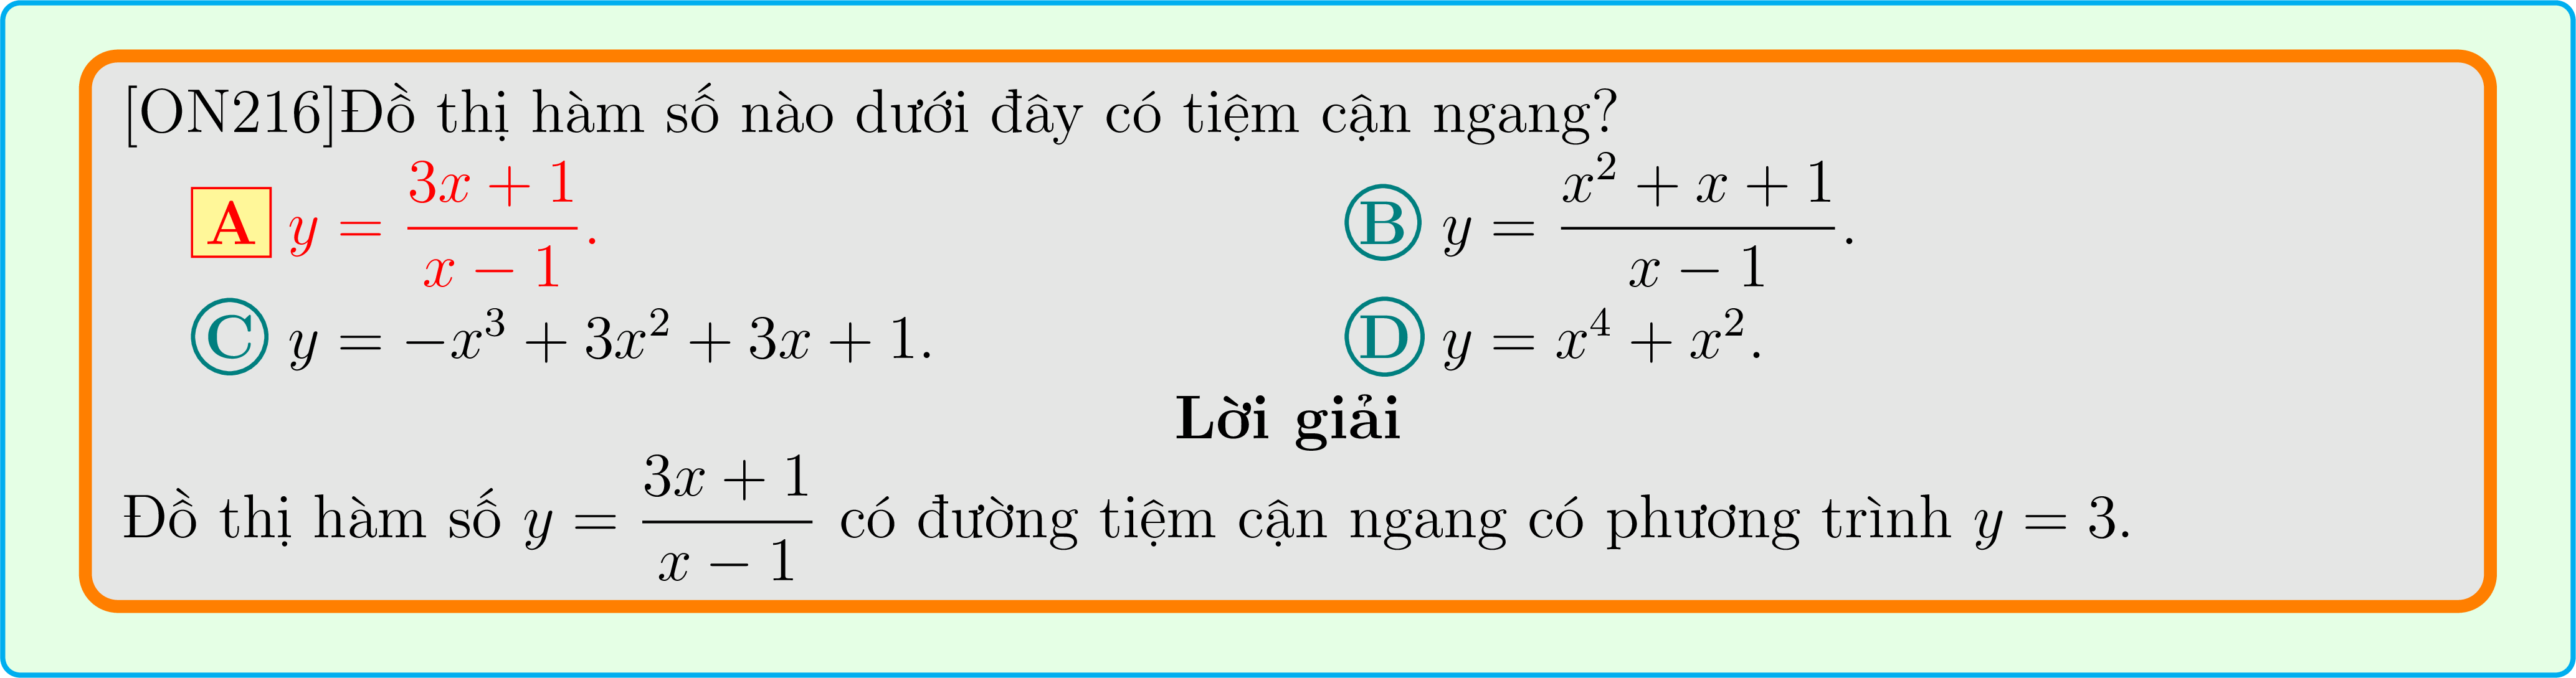 [ON216]Đồ thị hàm số nào dưới đây có tiệm cận ngang?
A y = \frac{3x + 1}{x - 1}. B y = \frac{x^2 + x + 1}{x - 1}.
C y = -x^3 + 3x^2 + 3x + 1. D y = x^4 + x^2.
Lời giải
Đồ thị hàm số y = \frac{3x + 1}{x - 1} có đường tiệm cận ngang có phương trình y = 3.